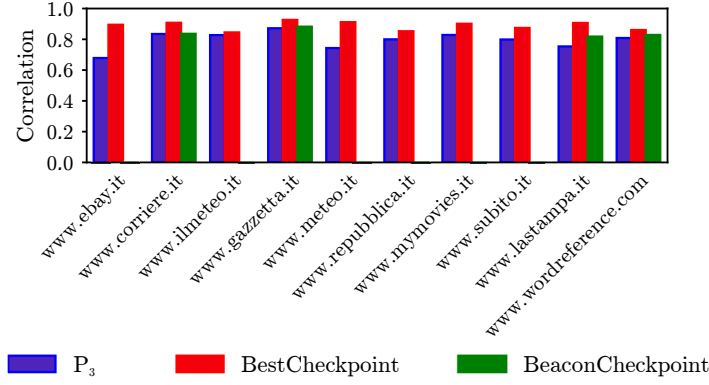 Correlation
1.0
0.8
0.6
0.4
0.2
0.0
www.ebay.it
www.corriere.it
www.ilmeteo.it
www.gazzetta.it
www.meteo.it
www.repubblica.it
www.mymovies.it
www.subito.it
www.lastampa.it
www.wordreference.com
P₃ BestCheckpoint BeaconCheckpoint